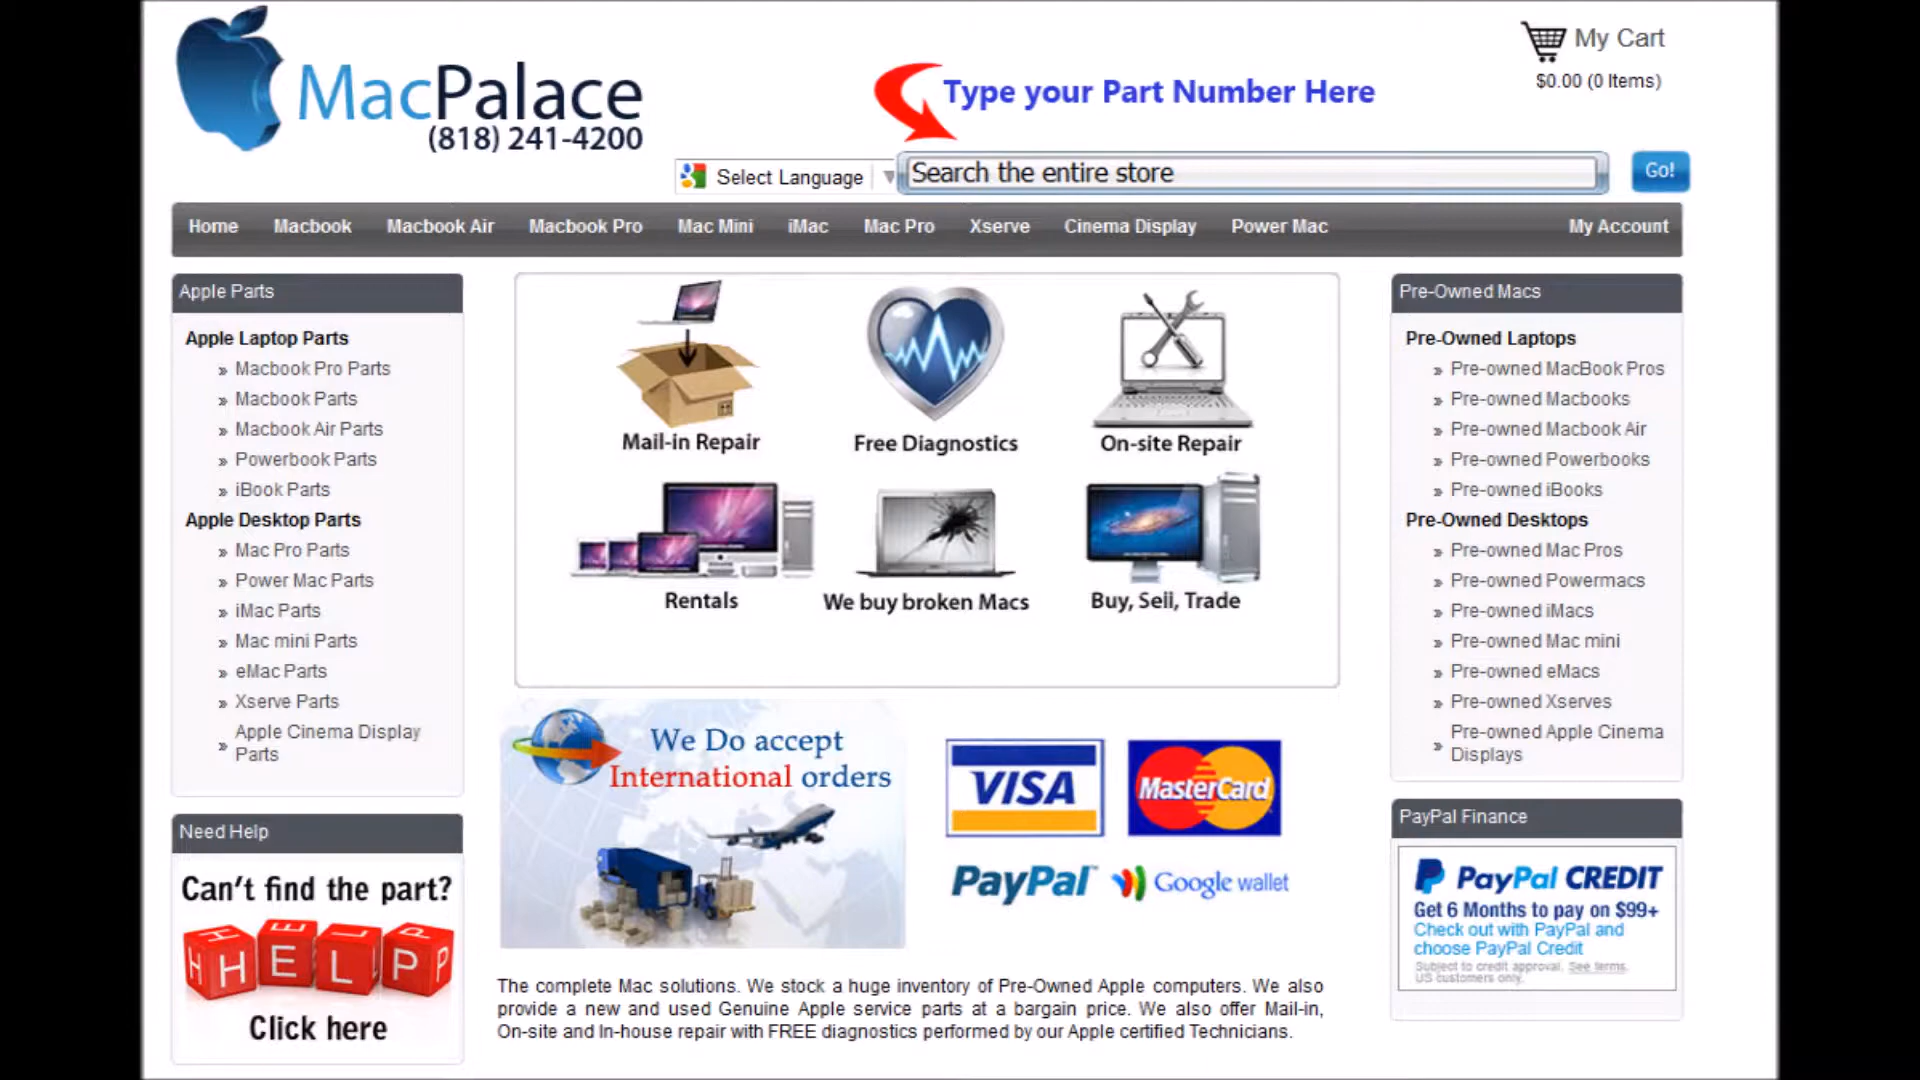 MacPalace
(818) 241-4200
Type your Part Number Here
My Cart
$0.00 (0 Items)
Select Language
Search the entire store
Go!
Home Macbook Macbook Air Macbook Pro Mac Mini iMac Mac Pro Xserve Cinema Display Power Mac My Account
Apple Parts
Apple Laptop Parts
» Macbook Pro Parts
» Macbook Parts
» Macbook Air Parts
» Powerbook Parts
» iBook Parts
Apple Desktop Parts
» Mac Pro Parts
» Power Mac Parts
» iMac Parts
» Mac mini Parts
» eMac Parts
» Xserve Parts
» Apple Cinema Display
Parts
Need Help
Can't find the part?
HELP
Click here
Mail-in Repair
Free Diagnostics
On-site Repair
Rentals
We buy broken Macs
Buy, Sell, Trade
We Do accept
International orders
VISA
MasterCard
PayPal
Google wallet
The complete Mac solutions. We stock a huge inventory of Pre-Owned Apple computers. We also
provide a new and used Genuine Apple service parts at a bargain price. We also offer Mail-in,
On-site and In-house repair with FREE diagnostics performed by our Apple certified Technicians.
Pre-Owned Macs
Pre-Owned Laptops
» Pre-owned MacBook Pros
» Pre-owned Macbooks
» Pre-owned Macbook Air
» Pre-owned Powerbooks
» Pre-owned iBooks
Pre-Owned Desktops
» Pre-owned Mac Pros
» Pre-owned Powermacs
» Pre-owned iMacs
» Pre-owned Mac mini
» Pre-owned eMacs
» Pre-owned Xserves
» Pre-owned Apple Cinema
Displays
PayPal Finance
PayPal CREDIT
Get 6 Months to pay on $99+
Check out with PayPal and
choose PayPal Credit
Subject to credit approval. See terms.
US customers only.